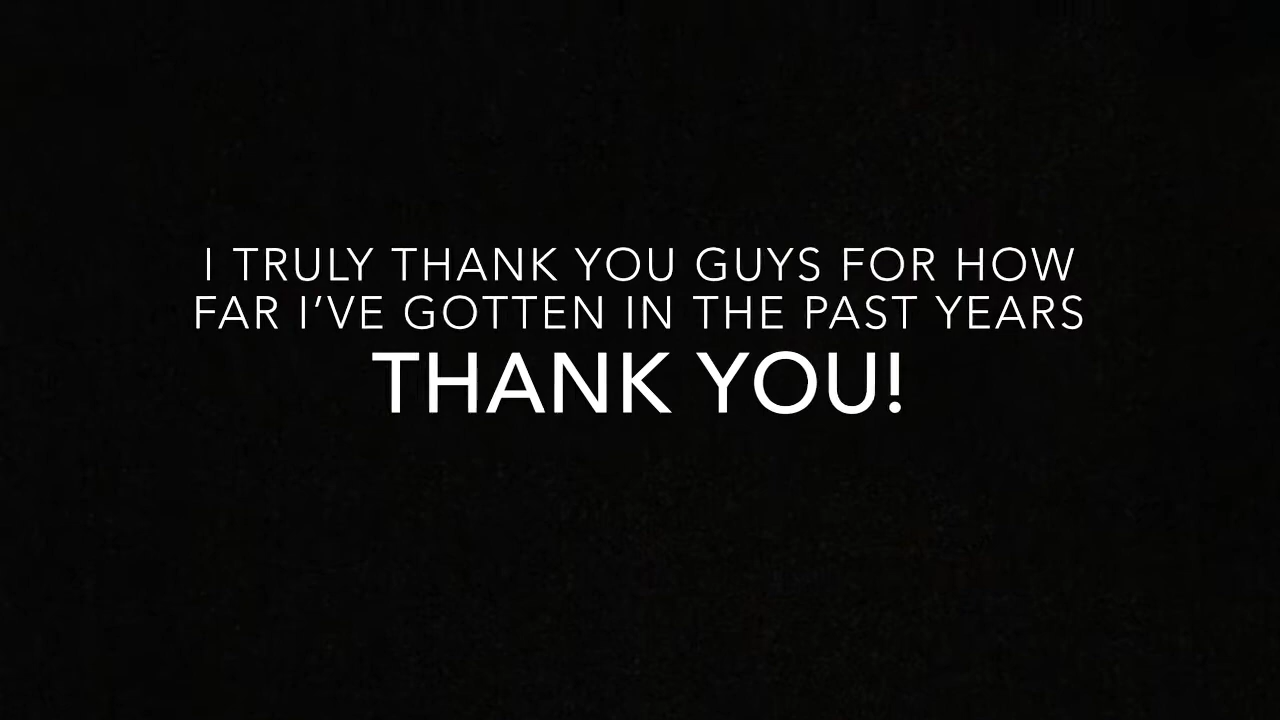 I TRULY THANK YOU GUYS FOR HOW
FAR I’VE GOTTEN IN THE PAST YEARS
THANK YOU!